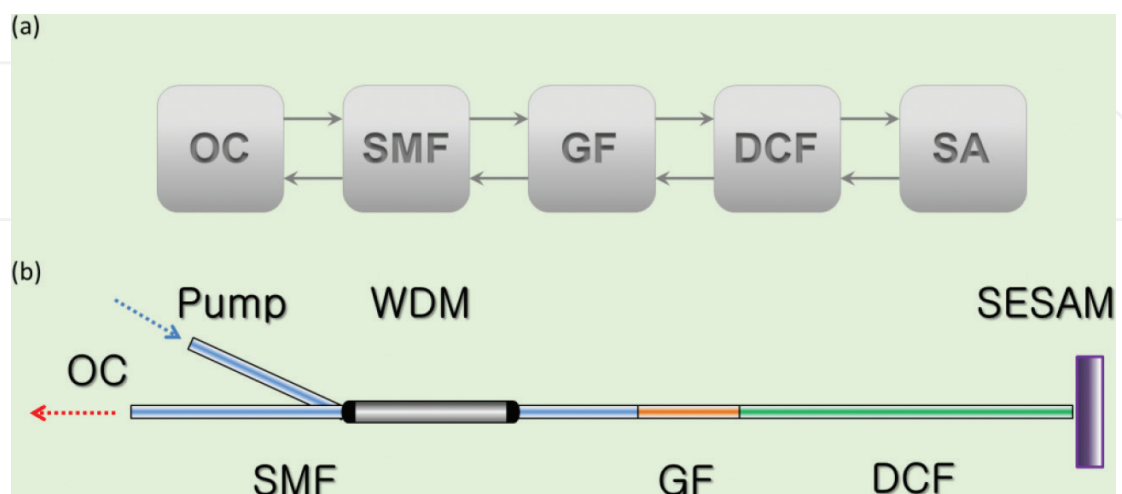 (a)
OC SMF GF DCF SA
(b)
Pump WDM SESAM
OC
SMF GF DCF